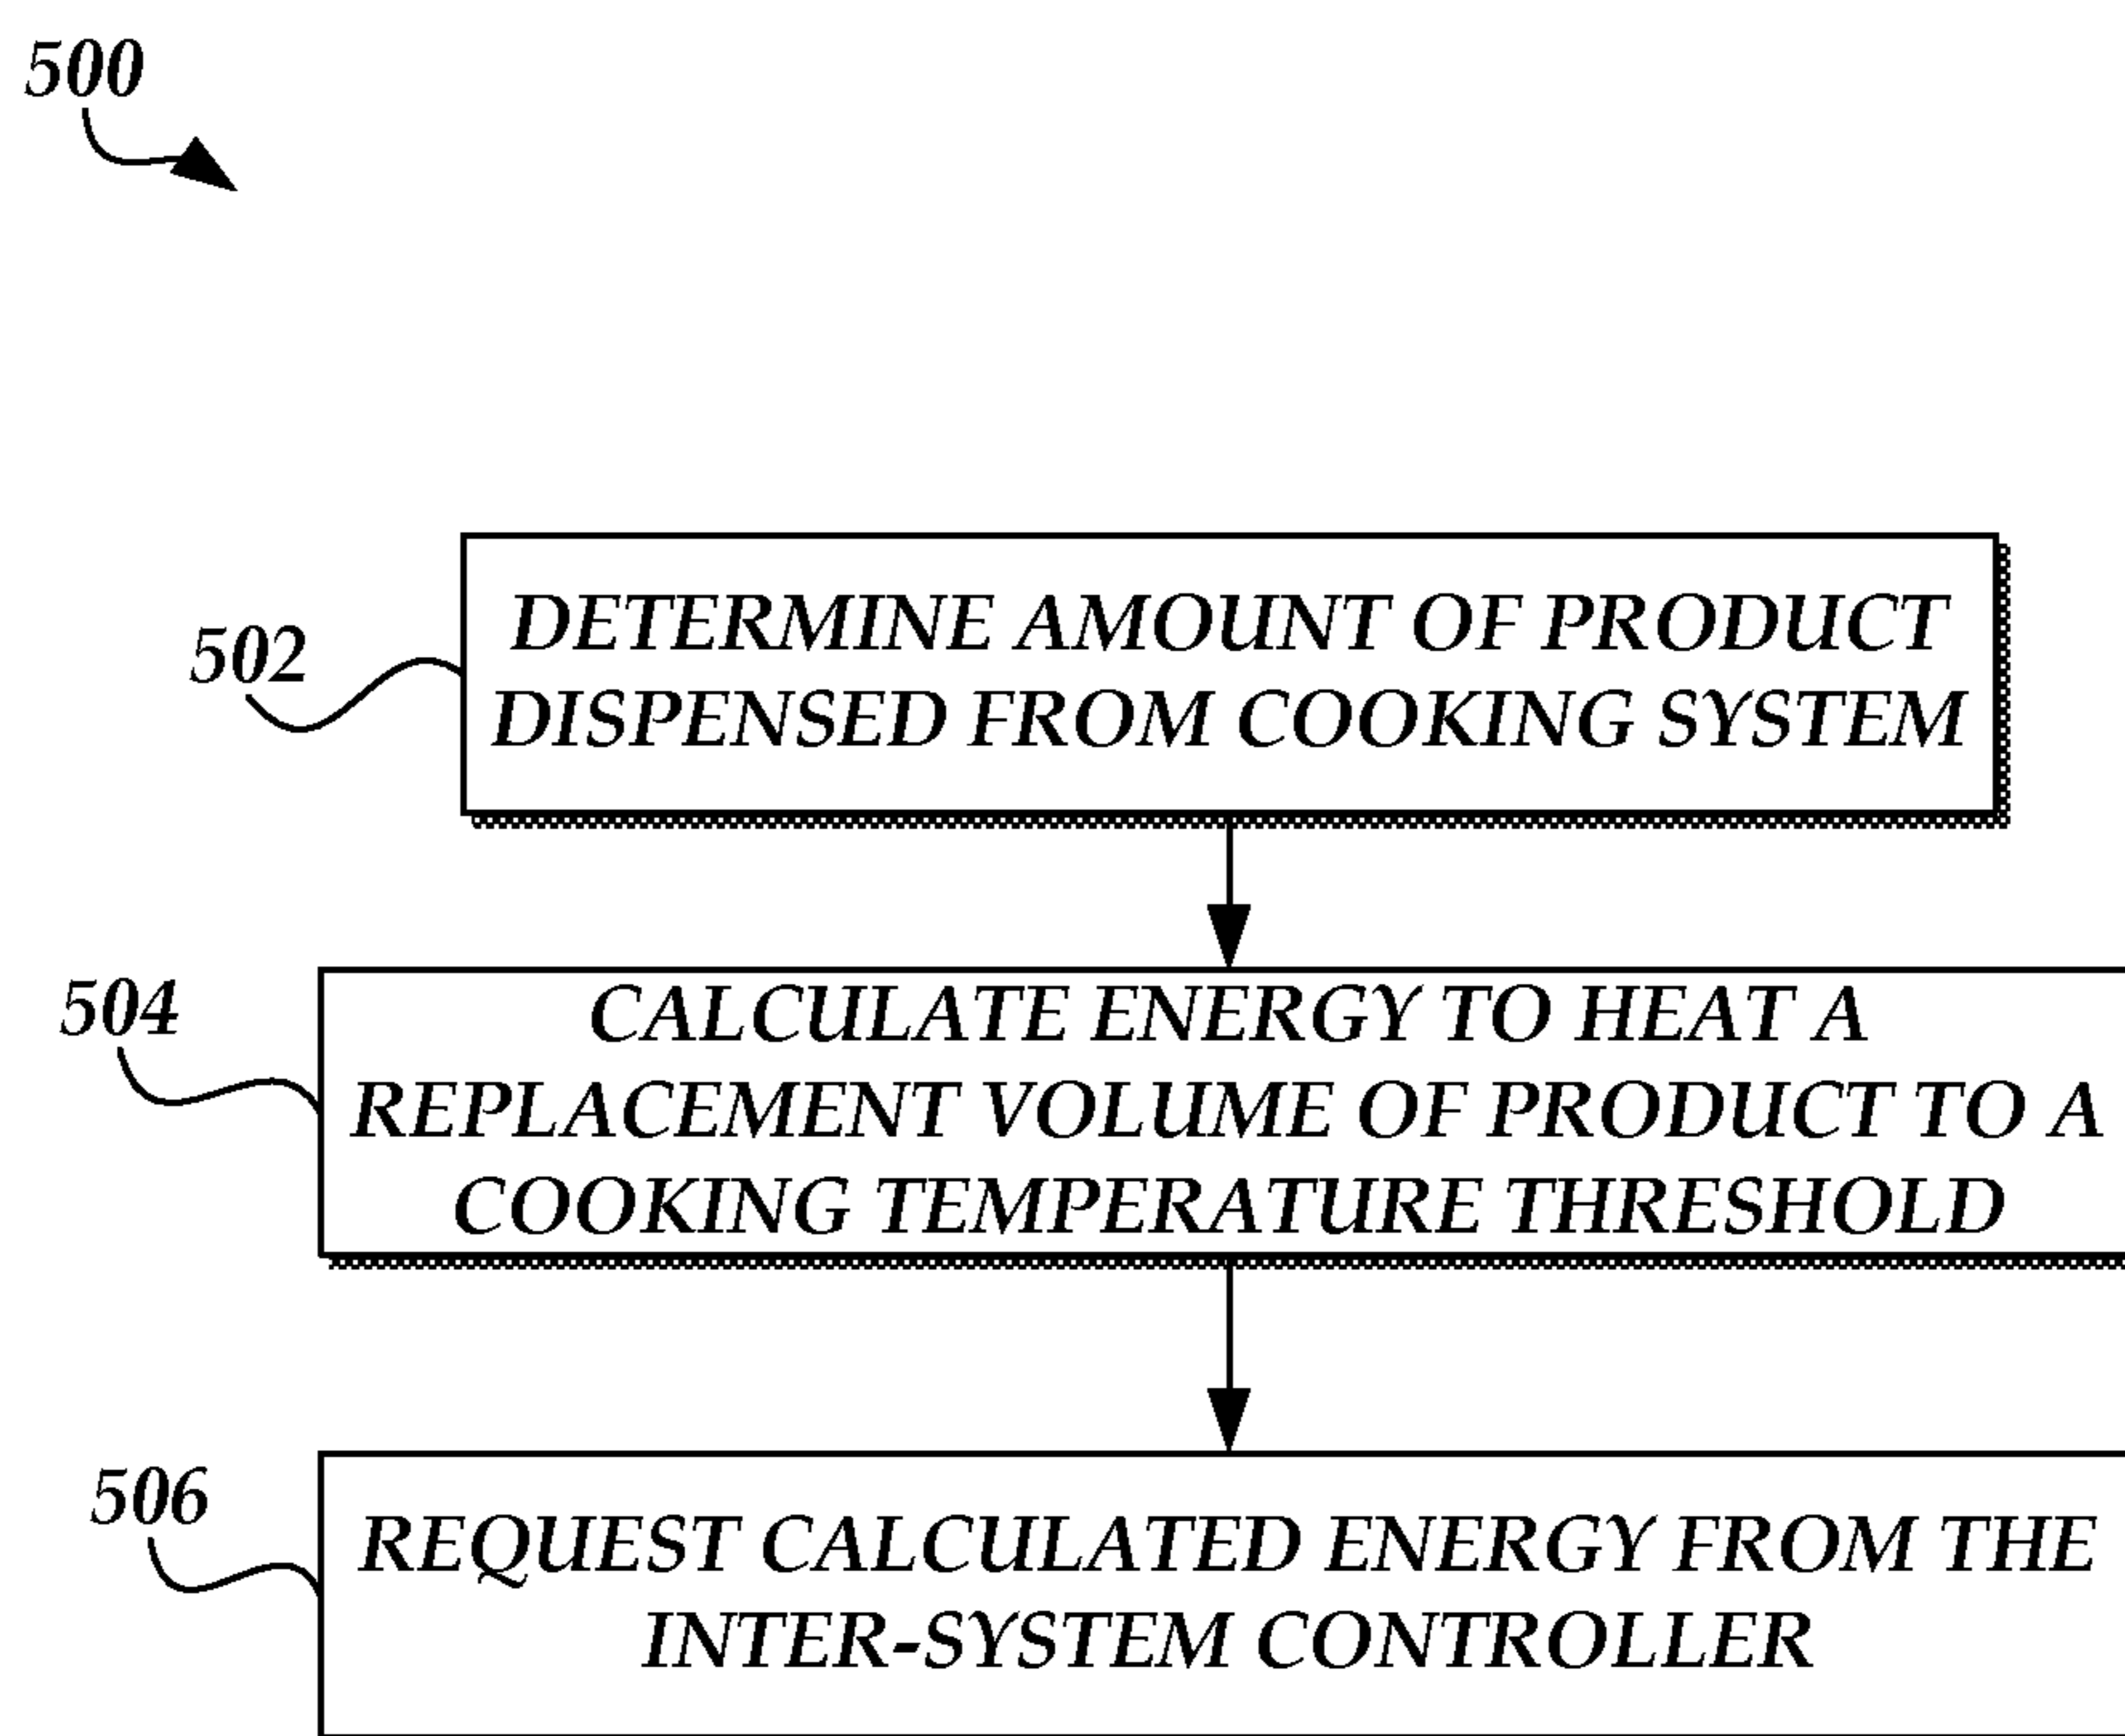 500
502
DETERMINE AMOUNT OF PRODUCT
DISPENSED FROM COOKING SYSTEM
504
CALCULATE ENERGY TO HEAT A
REPLACEMENT VOLUME OF PRODUCT TO A
COOKING TEMPERATURE THRESHOLD
506
REQUEST CALCULATED ENERGY FROM THE
INTER-SYSTEM CONTROLLER